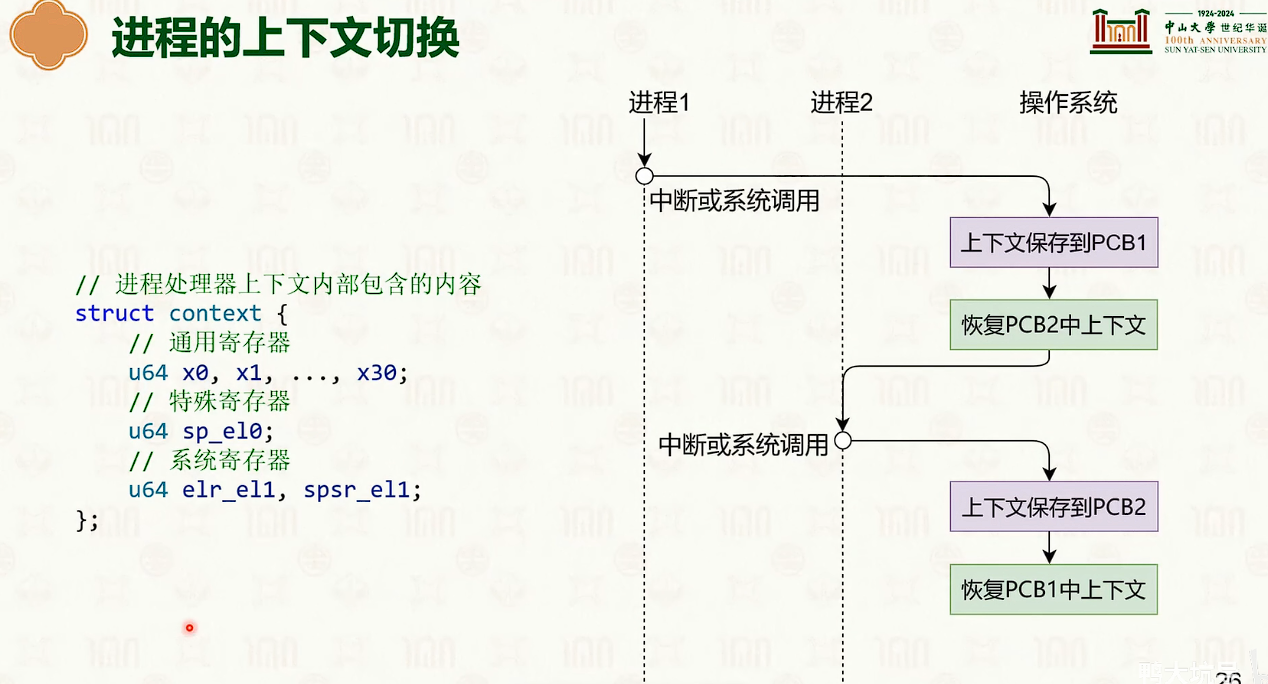 进程的上下文切换
1924-2024
中山大学 世纪华诞
100th ANNIVERSARY
SUN YAT-SEN UNIVERSITY
// 进程处理器上下文内部包含的内容
struct context {
// 通用寄存器
u64 x0, x1, ..., x30;
// 特殊寄存器
u64 sp_el0;
// 系统寄存器
u64 elr_el1, spsr_el1;
};
进程1
进程2
操作系统
中断或系统调用
上下文保存到PCB1
恢复PCB2中上下文
中断或系统调用
上下文保存到PCB2
恢复PCB1中上下文
26